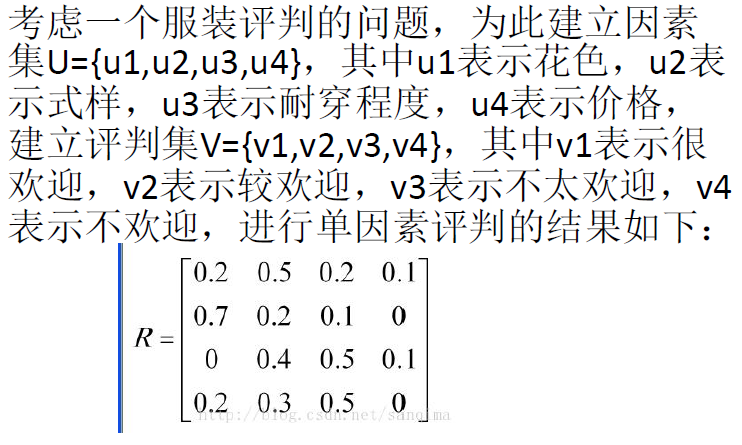 考虑一个服装评判的问题，为此建立因素
集U={u1,u2,u3,u4}，其中u1表示花色，u2表
示式样，u3表示耐穿程度，u4表示价格，
建立评判集V={v1,v2,v3,v4}，其中v1表示很
欢迎，v2表示较欢迎，v3表示不太欢迎，v4
表示不欢迎，进行单因素评判的结果如下：
0.2 0.5 0.2 0.1
0.7 0.2 0.1 0
R =
0 0.4 0.5 0.1
0.2 0.3 0.5 0
http://blog.csdn.net/sanqima